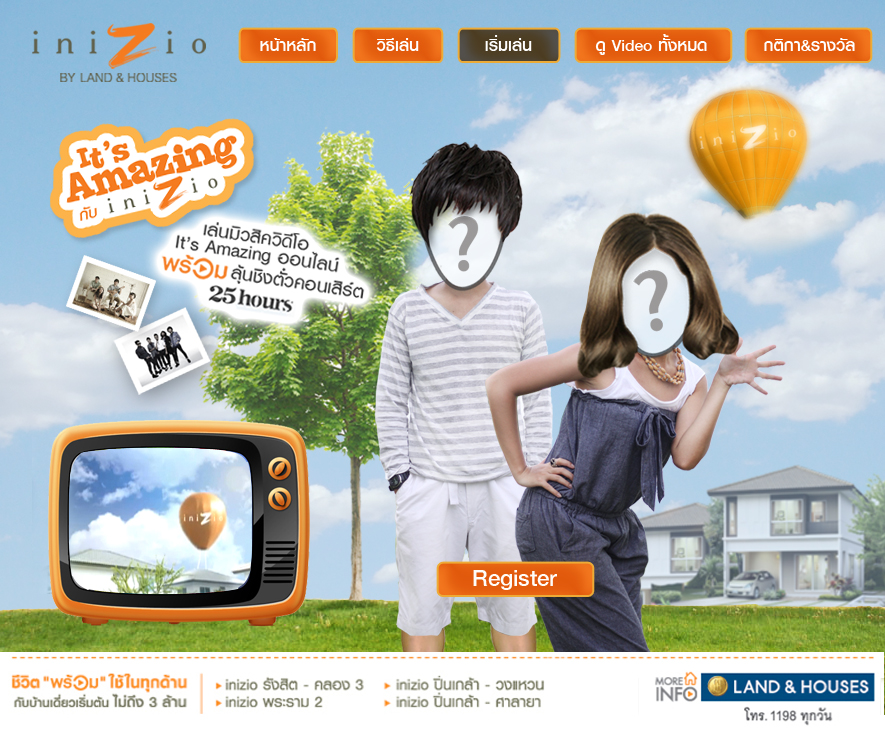 iniZio
BY LAND & HOUSES
หน้าหลัก
วิธีเล่น
เริ่มเล่น
ดู Video ทั้งหมด
กติกา&รางวัล
It's
Amazing
กับ iniZio
เล่นมิวสิควิดีโอ
It's Amazing ออนไลน์
พร้อม ลุ้นชิงตั๋วคอนเสิร์ต
25hours
iniZio
?
?
iniZio
Register
ชีวิต "พร้อม" ใช้ในทุกด้าน
กับบ้านเดี่ยวเริ่มต้น ไม่ถึง 3 ล้าน
inizio รังสิต - คลอง 3
inizio พระราม 2
inizio ปิ่นเกล้า - วงแหวน
inizio ปิ่นเกล้า - ศาลายา
MORE
INFO
LAND & HOUSES
โทร. 1198 ทุกวัน